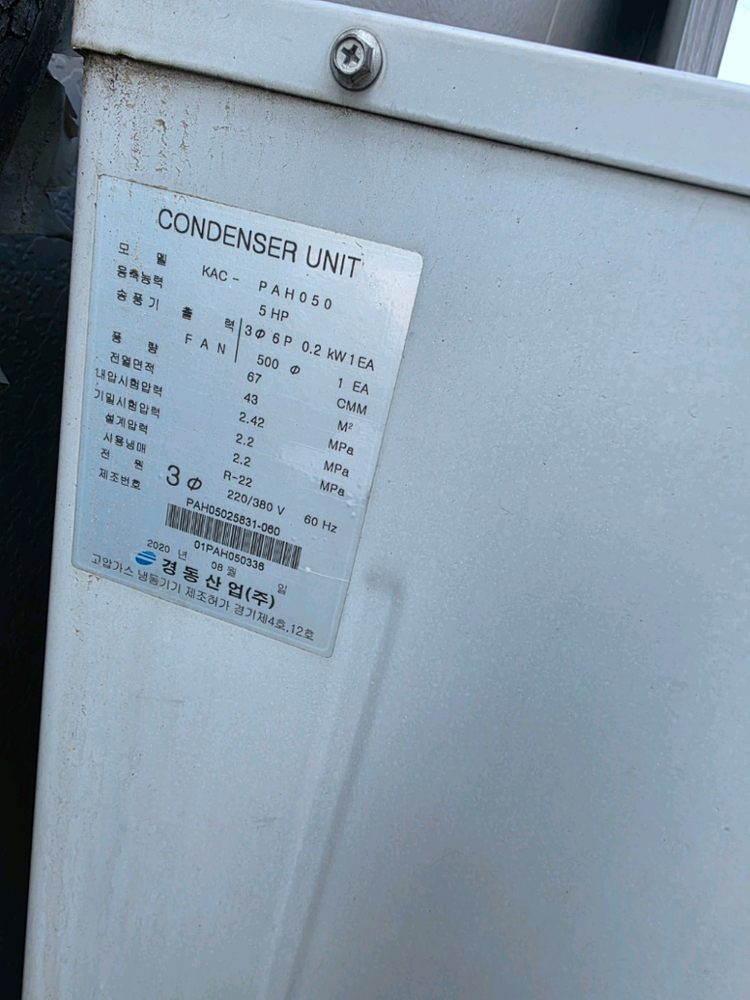 CONDENSER UNIT
모 델 KAC - PAH050
응축능력 5 HP
송풍기 출 력 3Φ 6P 0.2 kW 1 EA
FAN 500 Φ 1 EA
풍 량 67 CMM
전열면적 43 M²
내압시험압력 2.42 MPa
기밀시험압력 2.2 MPa
설계압력 2.2 MPa
사용냉매 R-22
전 원 3Φ 220/380 V 60 Hz
제조번호 PAH05025831-060
01PAH050336
2020 년 08 월 일
경동산업(주)
고압가스 냉동기기 제조허가 경기제4호,12호